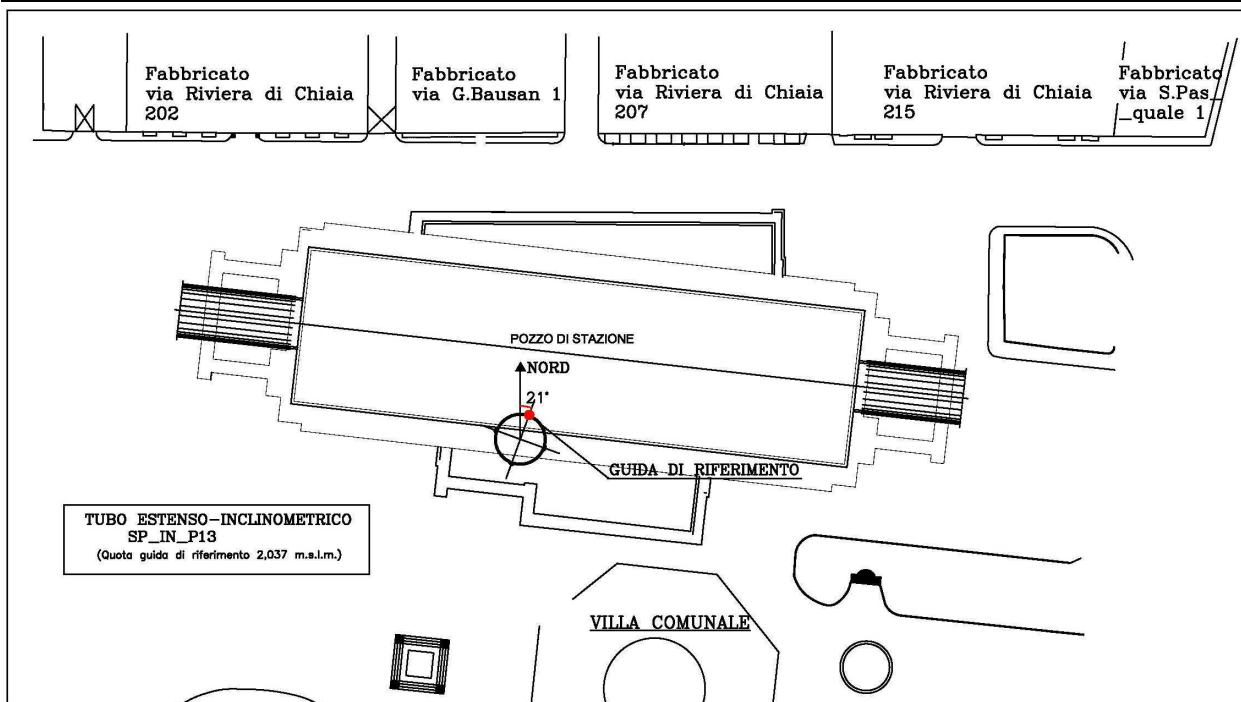 Fabbricato
via Riviera di Chiaia
202
Fabbricato
via G.Bausan 1
Fabbricato
via Riviera di Chiaia
207
Fabbricato
via Riviera di Chiaia
215
Fabbricato
via S.Pas_
_quale 1
POZZO DI STAZIONE
NORD
21°
GUIDA DI RIFERIMENTO
TUBO ESTENSO-INCLINOMETRICO
SP_IN_P13
(Quota guida di riferimento 2,037 m.s.l.m.)
VILLA COMUNALE